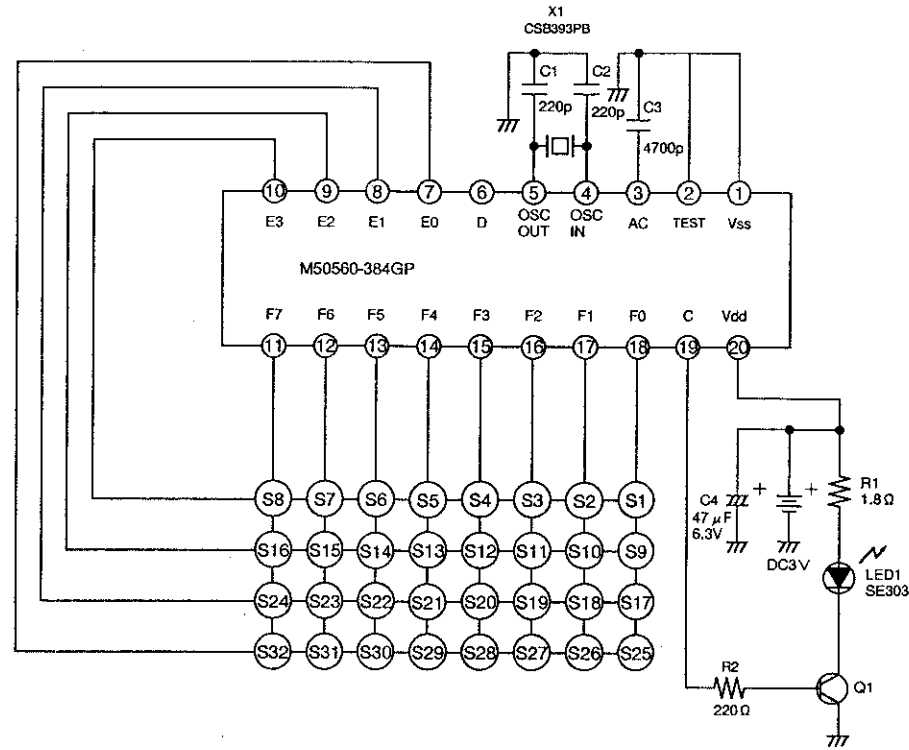 X1
CSB393PB
C1
C2
220p
220p
C3
4700p
10 9 8 7 6 5 4 3 2 1
E3 E2 E1 E0 D OSC OUT OSC IN AC TEST Vss
M50560-384GP
F7 F6 F5 F4 F3 F2 F1 F0 C Vdd
11 12 13 14 15 16 17 18 19 20
S8 S7 S6 S5 S4 S3 S2 S1
S16 S15 S14 S13 S12 S11 S10 S9
S24 S23 S22 S21 S20 S19 S18 S17
S32 S31 S30 S29 S28 S27 S26 S25
C4
47 μF
6.3V
+
+
DC3V
R1
1.8Ω
LED1
SE303
R2
220Ω
Q1